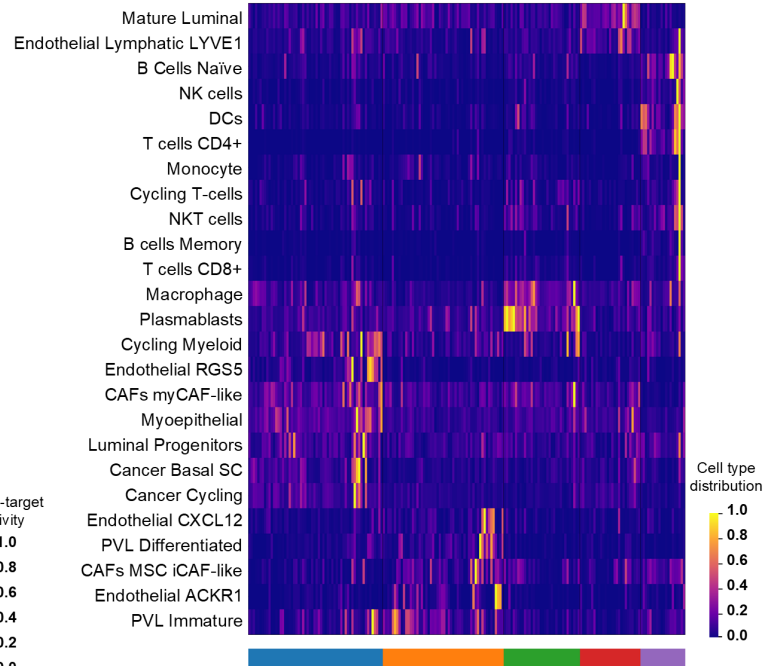 Mature Luminal
Endothelial Lymphatic LYVE1
B Cells Naïve
NK cells
DCs
T cells CD4+
Monocyte
Cycling T-cells
NKT cells
B cells Memory
T cells CD8+
Macrophage
Plasmablasts
Cycling Myeloid
Endothelial RGS5
CAFs myCAF-like
Myoepithelial
Luminal Progenitors
Cancer Basal SC
Cancer Cycling
Endothelial CXCL12
PVL Differentiated
CAFs MSC iCAF-like
Endothelial ACKR1
PVL Immature
Cell type
distribution
1.0
0.8
0.6
0.4
0.2
0.0
-target
ivity
1.0
0.8
0.6
0.4
0.2